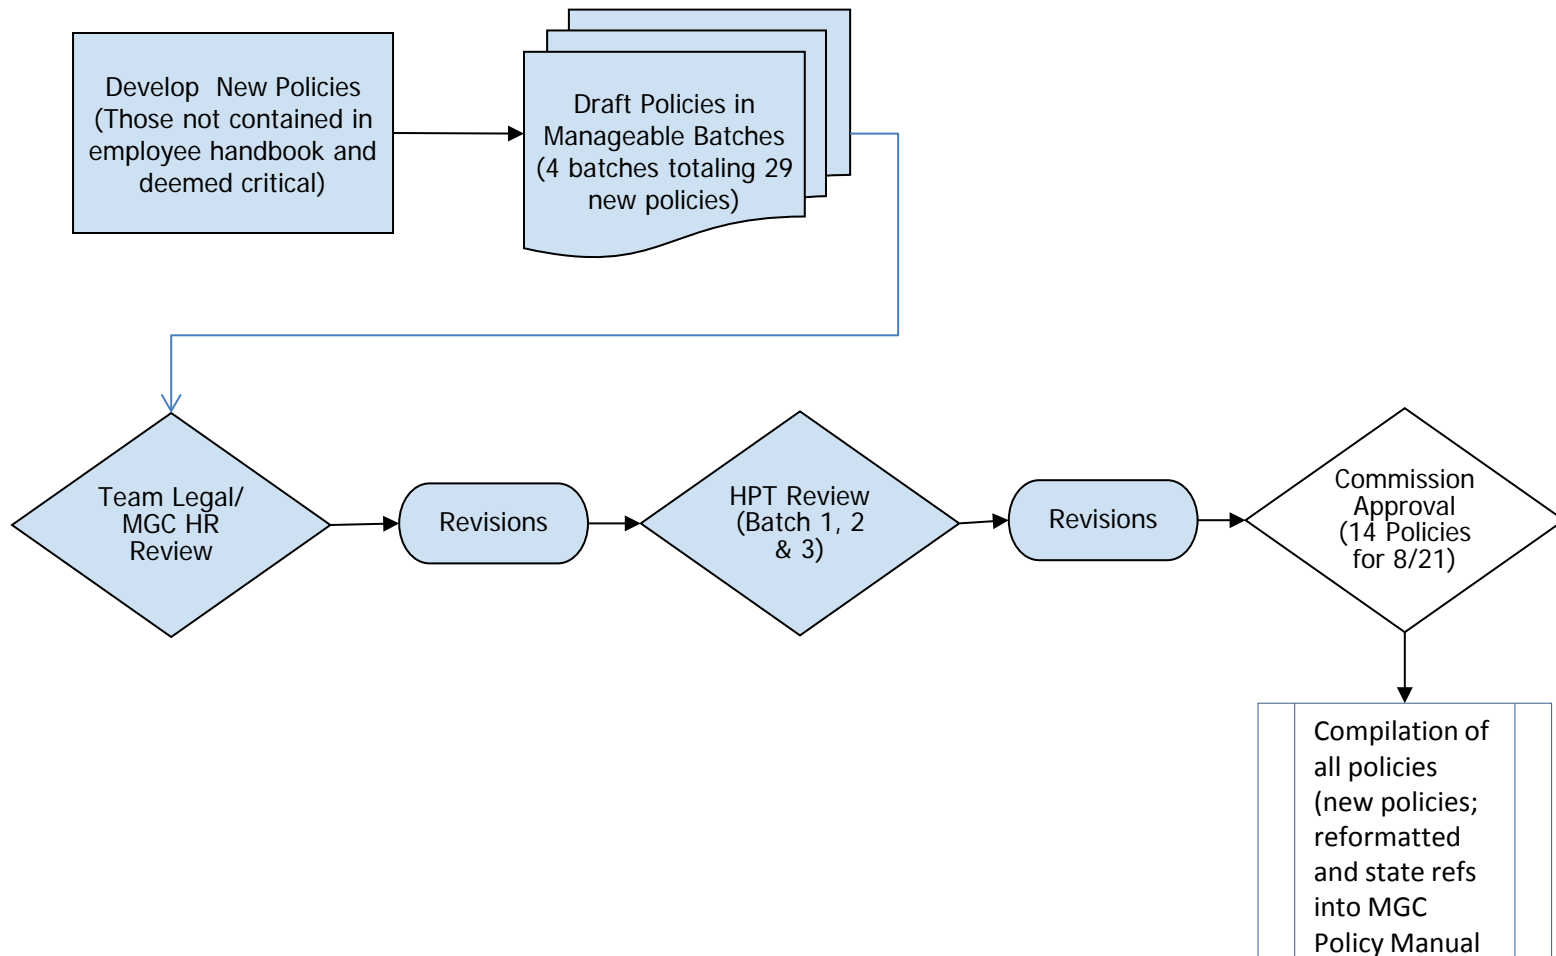 Develop New Policies
(Those not contained in
employee handbook and
deemed critical)
Draft Policies in
Manageable Batches
(4 batches totaling 29
new policies)
Team Legal/
MGC HR
Review
Revisions
HPT Review
(Batch 1, 2
& 3)
Revisions
Commission
Approval
(14 Policies
for 8/21)
Compilation of
all policies
(new policies;
reformatted
and state refs
into MGC
Policy Manual